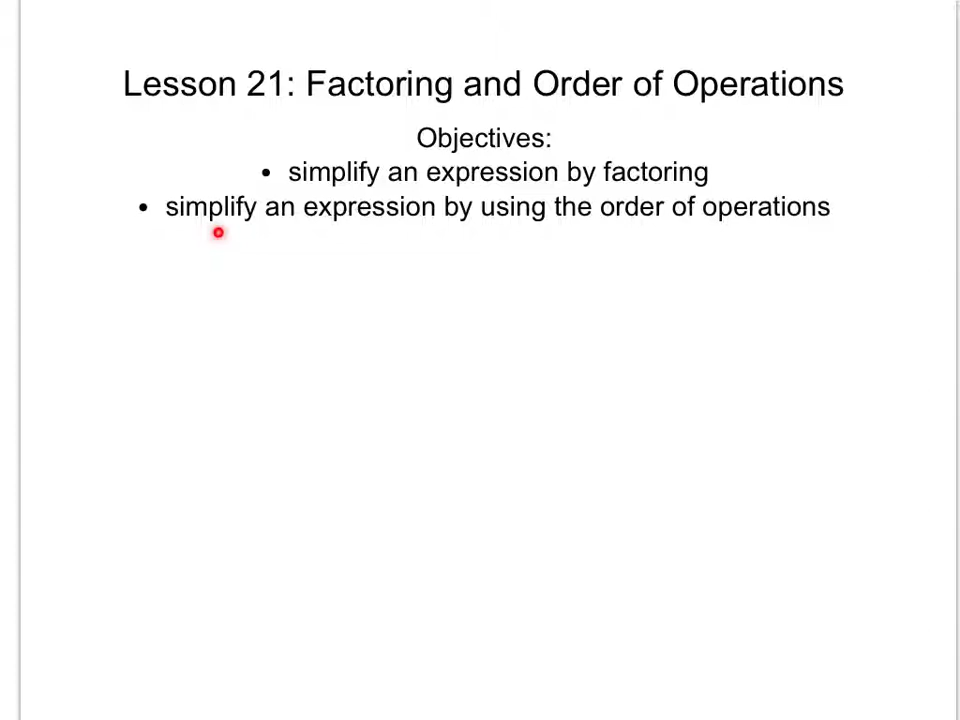 Lesson 21: Factoring and Order of Operations
Objectives:
• simplify an expression by factoring
• simplify an expression by using the order of operations